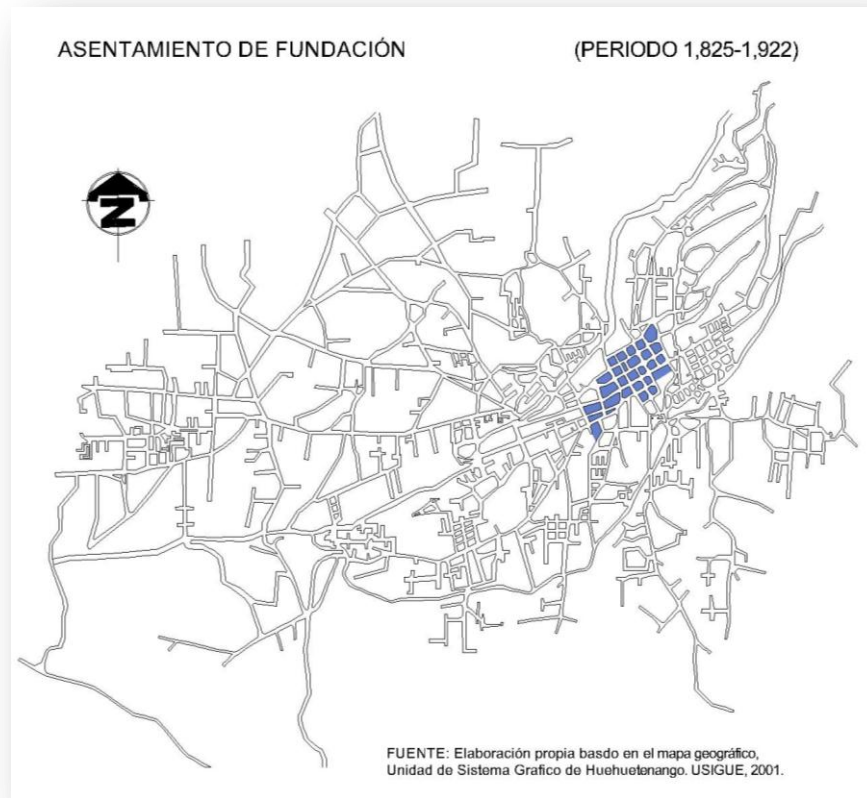 ASENTAMIENTO DE FUNDACIÓN (PERIODO 1,825-1,922)
N
FUENTE: Elaboración propia basdo en el mapa geográfico,
Unidad de Sistema Grafico de Huehuetenango. USIGUE, 2001.